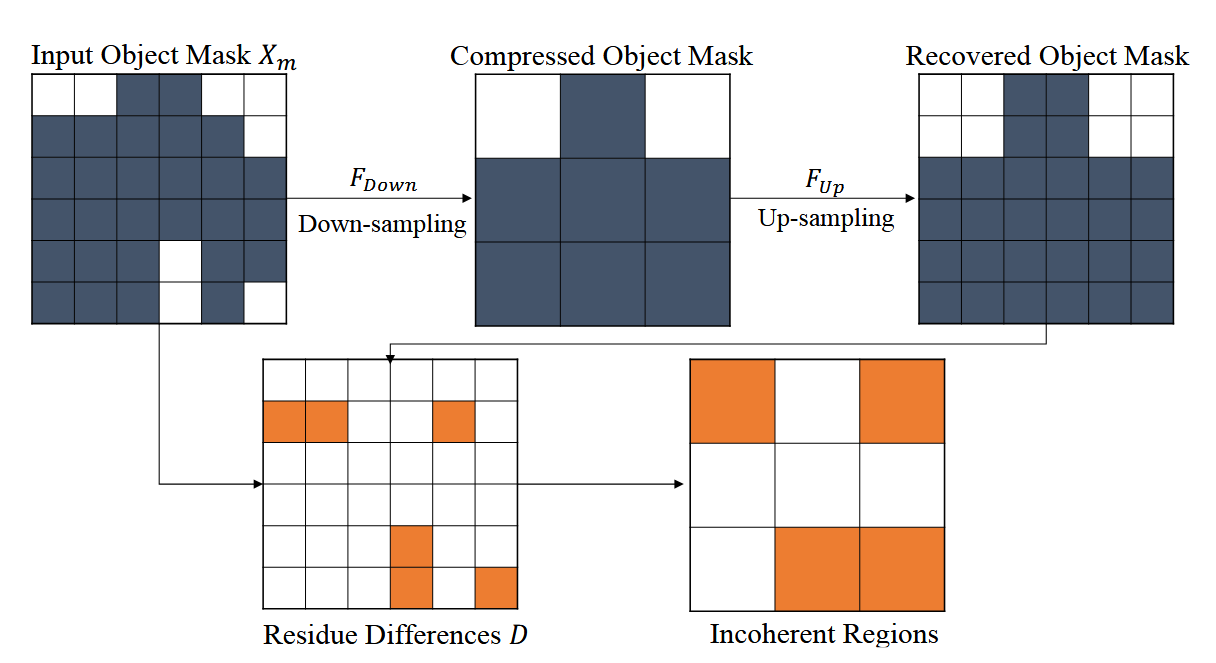 Input Object Mask Xₘ
Compressed Object Mask
Recovered Object Mask
F_Down
Down-sampling
F_Up
Up-sampling
Residue Differences D
Incoherent Regions